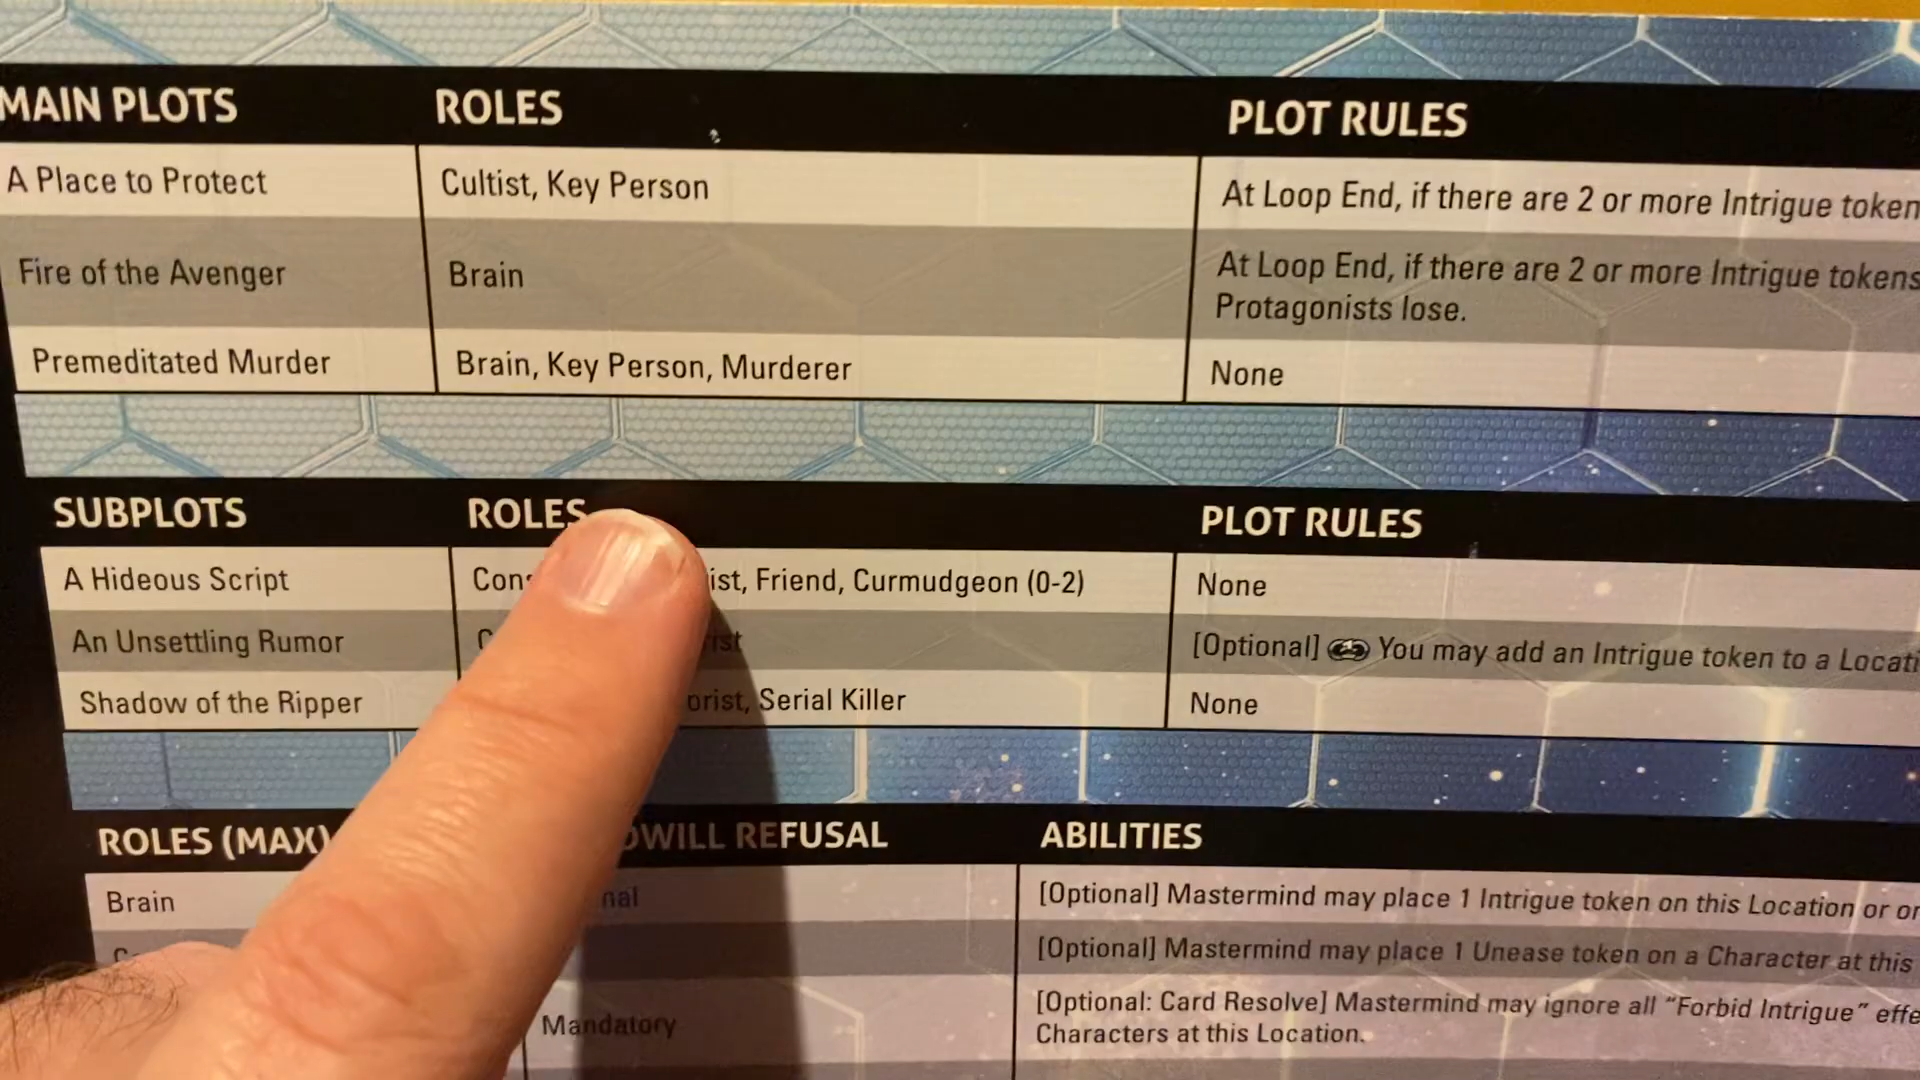 MAIN PLOTS ROLES PLOT RULES
A Place to Protect Cultist, Key Person At Loop End, if there are 2 or more Intrigue token
Fire of the Avenger Brain At Loop End, if there are 2 or more Intrigue tokens
Protagonists lose.
Premeditated Murder Brain, Key Person, Murderer None
SUBPLOTS ROLES PLOT RULES
A Hideous Script Friend, Curmudgeon (0-2) None
An Unsettling Rumor [Optional] You may add an Intrigue token to a
Shadow of the Ripper Serial Killer None
ROLES (MAX) REFUSAL ABILITIES
Brain [Optional] Mastermind may place 1 Intrigue token on this Location or
[Optional] Mastermind may place 1 Unease token on a Character at this
Mandatory [Optional: Card Resolve] Mastermind may ignore all “Forbid Intrigue”
Characters at this Location.